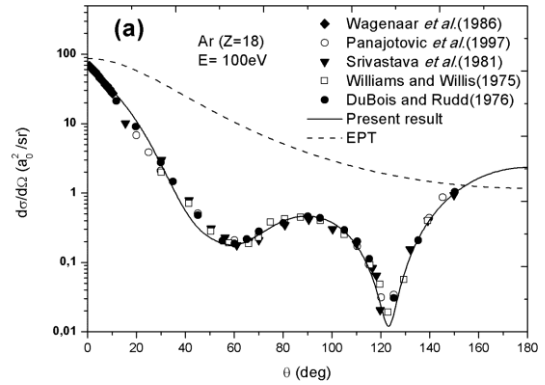 (a)
Ar (Z=18)
E= 100eV
Wagenaar et al.(1986)
Panajotovic et al.(1997)
Srivastava et al.(1981)
Williams and Willis(1975)
DuBois and Rudd(1976)
Present result
EPT
dσ/dΩ (a₀²/sr)
100
10
1
0,1
0,01
0 20 40 60 80 100 120 140 160 180
θ (deg)